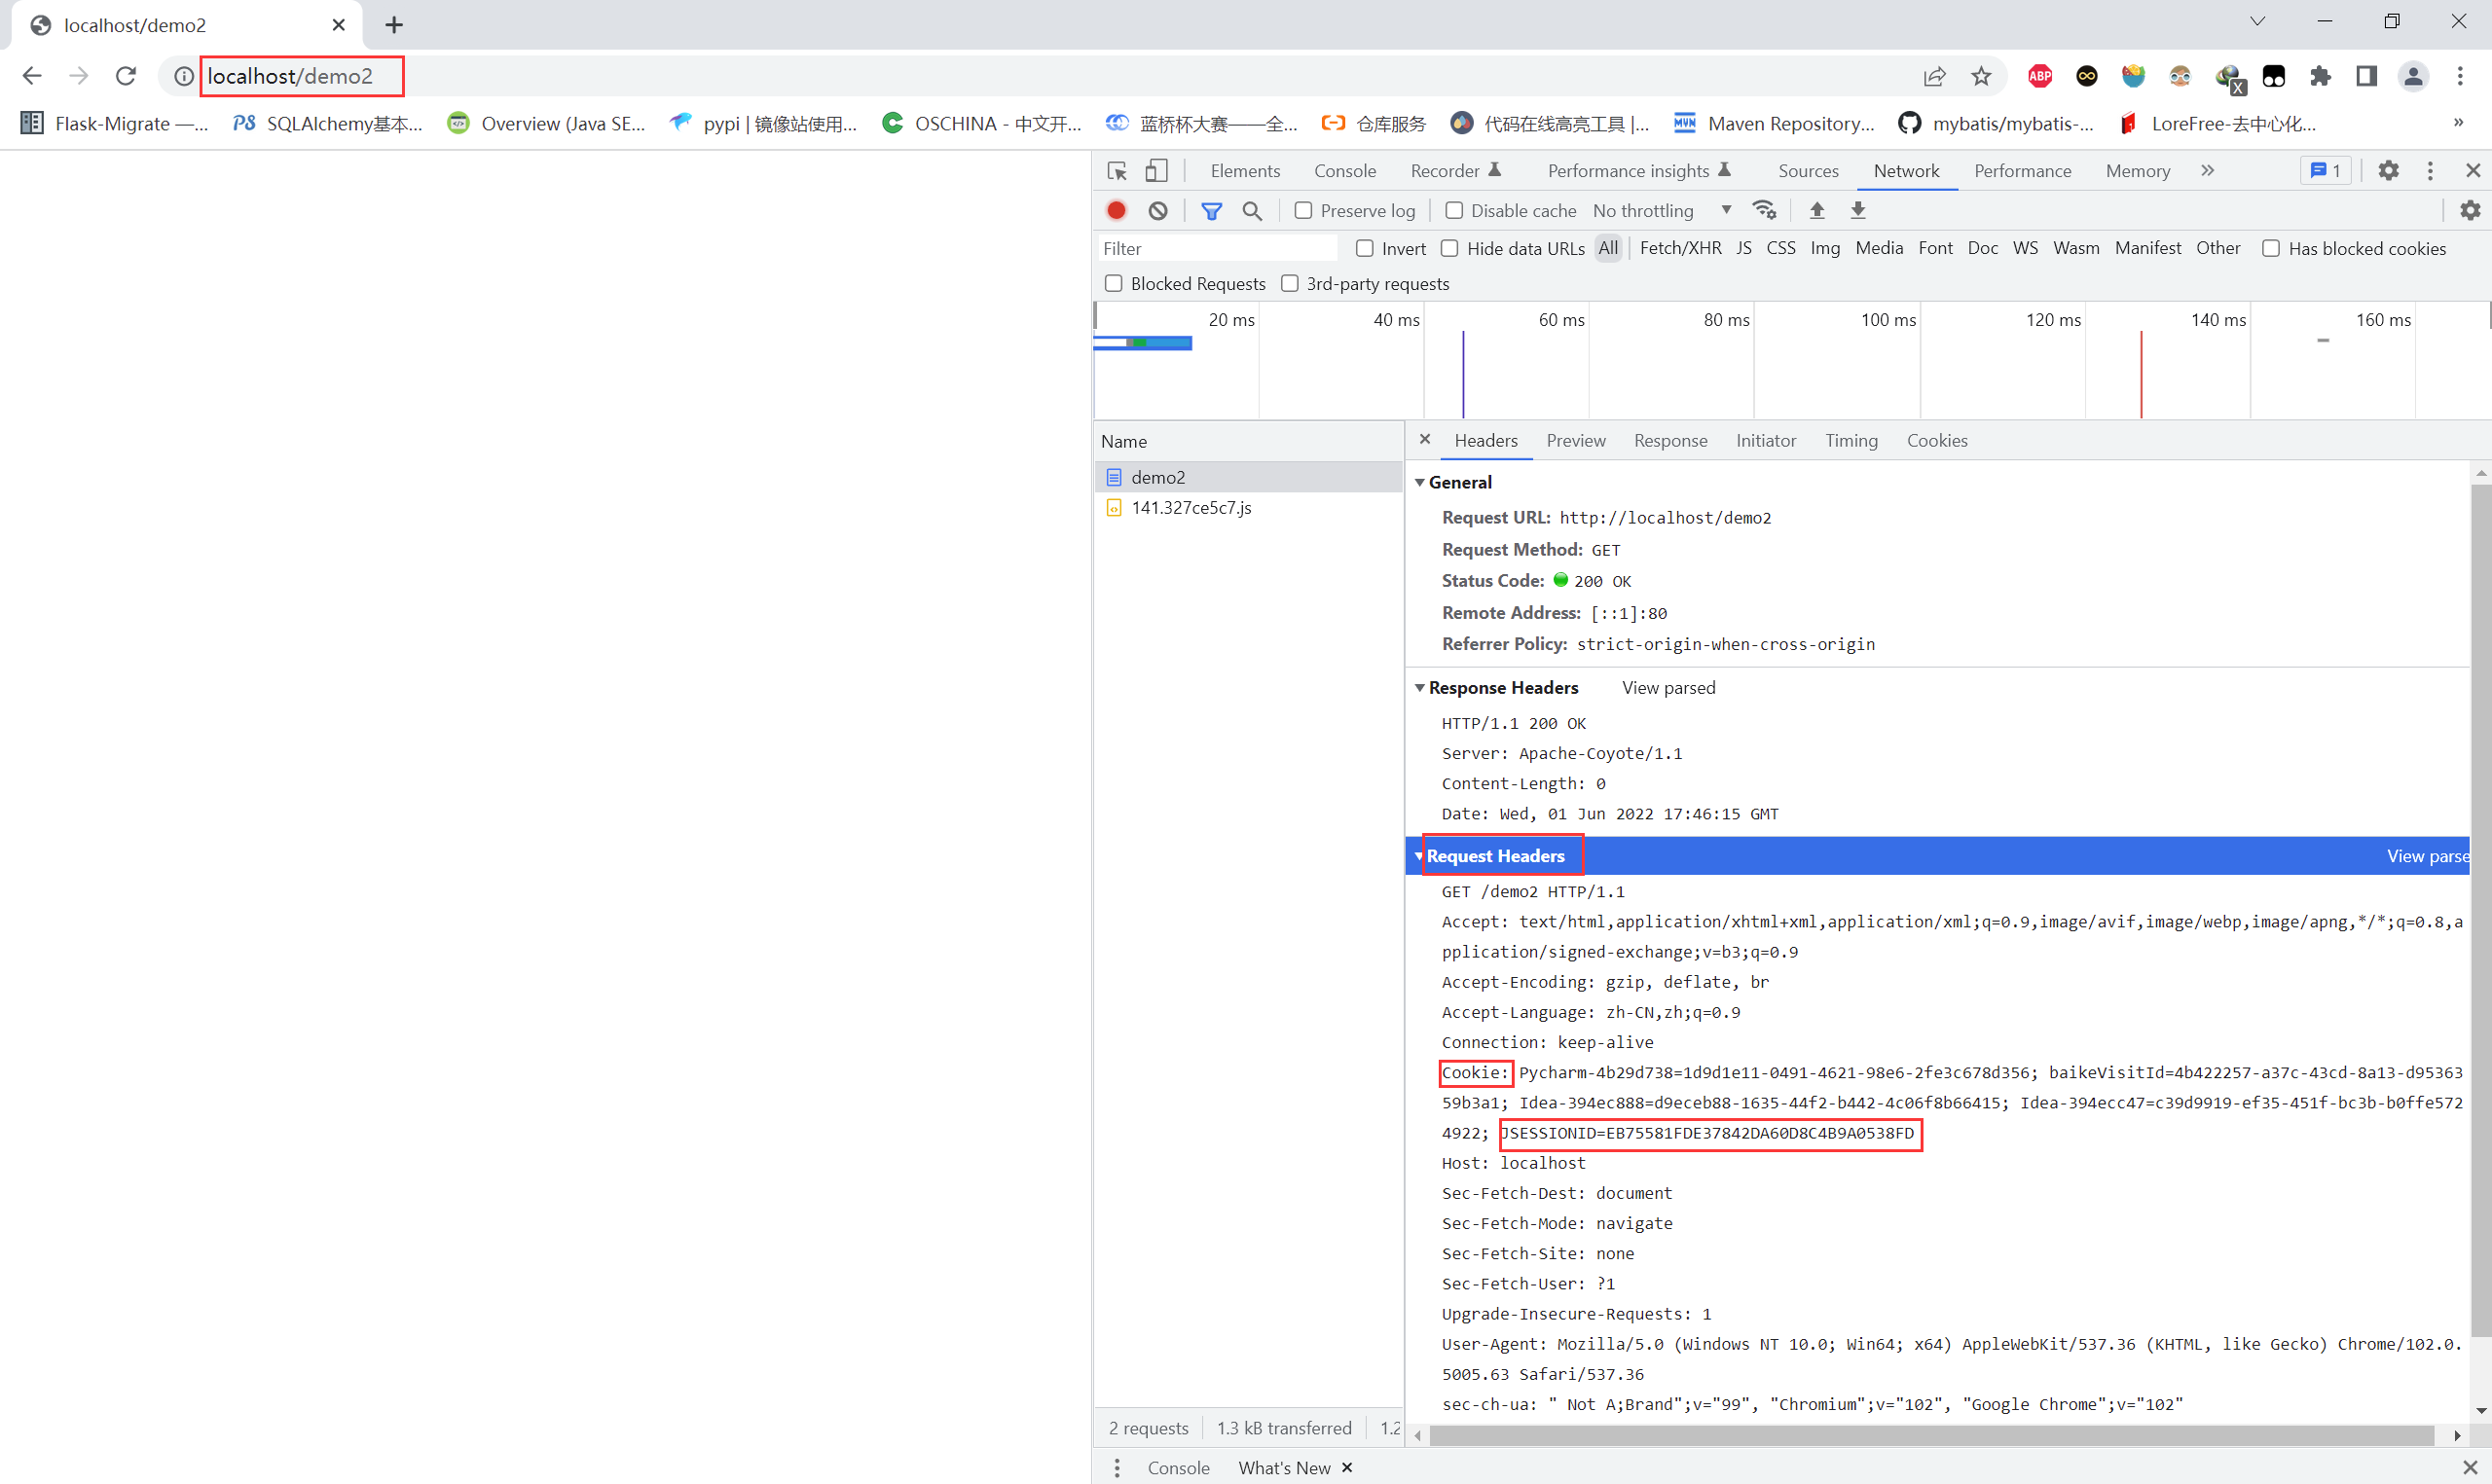 localhost/demo2
localhost/demo2
Flask-Migrate —... SQLAlchemy基本... Overview (Java SE... pypi | 镜像站使用... OSCHINA - 中文开... 蓝桥杯大赛——全... 仓库服务 代码在线高亮工具 |... Maven Repository... mybatis/mybatis-... LoreFree-去中心化... »
Elements Console Recorder Performance insights Sources Network Performance Memory » 1
Preserve log Disable cache No throttling
Filter Invert Hide data URLs All Fetch/XHR JS CSS Img Media Font Doc WS Wasm Manifest Other Has blocked cookies
Blocked Requests 3rd-party requests
20 ms 40 ms 60 ms 80 ms 100 ms 120 ms 140 ms 160 ms
Name
demo2
141.327ce5c7.js
Headers Preview Response Initiator Timing Cookies
General
Request URL: http://localhost/demo2
Request Method: GET
Status Code: 200 OK
Remote Address: [::1]:80
Referrer Policy: strict-origin-when-cross-origin
Response Headers View parsed
HTTP/1.1 200 OK
Server: Apache-Coyote/1.1
Content-Length: 0
Date: Wed, 01 Jun 2022 17:46:15 GMT
Request Headers View parse
GET /demo2 HTTP/1.1
Accept: text/html,application/xhtml+xml,application/xml;q=0.9,image/avif,image/webp,image/apng,*/*;q=0.8,a
pplication/signed-exchange;v=b3;q=0.9
Accept-Encoding: gzip, deflate, br
Accept-Language: zh-CN,zh;q=0.9
Connection: keep-alive
Cookie: Pycharm-4b29d738=1d9d1e11-0491-4621-98e6-2fe3c678d356; baikeVisitId=4b422257-a37c-43cd-8a13-d95363
59b3a1; Idea-394ec888=d9eceb88-1635-44f2-b442-4c06f8b66415; Idea-394ecc47=c39d9919-ef35-451f-bc3b-b0ffe572
4922; JSESSIONID=EB75581FDE37842DA60D8C4B9A0538FD
Host: localhost
Sec-Fetch-Dest: document
Sec-Fetch-Mode: navigate
Sec-Fetch-Site: none
Sec-Fetch-User: ?1
Upgrade-Insecure-Requests: 1
User-Agent: Mozilla/5.0 (Windows NT 10.0; Win64; x64) AppleWebKit/537.36 (KHTML, like Gecko) Chrome/102.0.
5005.63 Safari/537.36
sec-ch-ua: " Not A;Brand";v="99", "Chromium";v="102", "Google Chrome";v="102"
2 requests 1.3 kB transferred 1.2
Console What's New